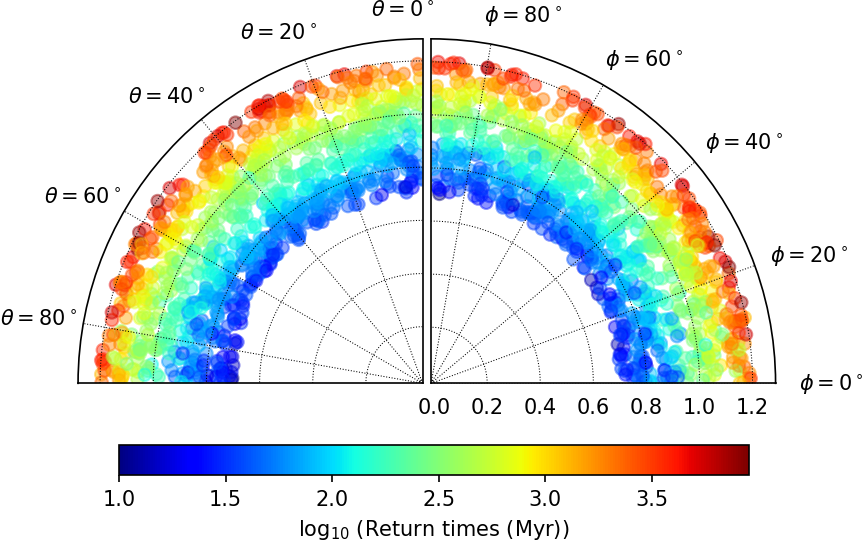 θ = 0°
ϕ = 80°
θ = 20°
ϕ = 60°
θ = 40°
ϕ = 40°
θ = 60°
ϕ = 20°
θ = 80°
ϕ = 0°
0.0 0.2 0.4 0.6 0.8 1.0 1.2
1.0 1.5 2.0 2.5 3.0 3.5
log₁₀ (Return times (Myr))